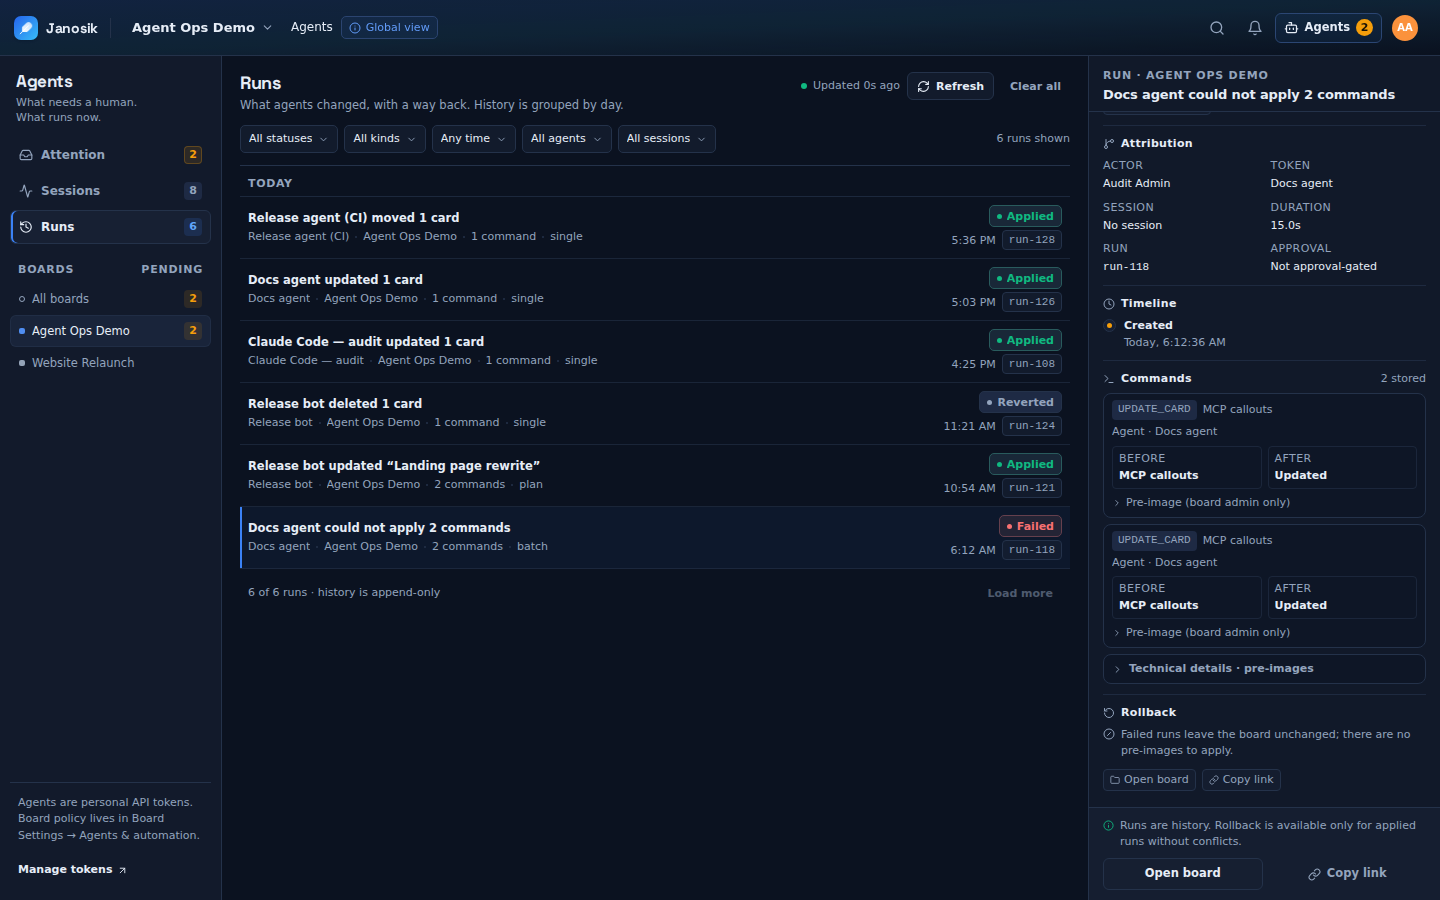 Janosik
Agent Ops Demo
Agents
Global view
Agents 2
AA
Agents
What needs a human.
What runs now.
Attention 2
Sessions 8
Runs 6
BOARDS PENDING
All boards 2
Agent Ops Demo 2
Website Relaunch
Agents are personal API tokens.
Board policy lives in Board
Settings → Agents & automation.
Manage tokens
Runs
What agents changed, with a way back. History is grouped by day.
Updated 0s ago
Refresh
Clear all
All statuses
All kinds
Any time
All agents
All sessions
6 runs shown
TODAY
Release agent (CI) moved 1 card
Applied
Release agent (CI) · Agent Ops Demo · 1 command · single
5:36 PM run-128
Docs agent updated 1 card
Applied
Docs agent · Agent Ops Demo · 1 command · single
5:03 PM run-126
Claude Code — audit updated 1 card
Applied
Claude Code — audit · Agent Ops Demo · 1 command · single
4:25 PM run-108
Release bot deleted 1 card
Reverted
Release bot · Agent Ops Demo · 1 command · single
11:21 AM run-124
Release bot updated “Landing page rewrite”
Applied
Release bot · Agent Ops Demo · 2 commands · plan
10:54 AM run-121
Docs agent could not apply 2 commands
Failed
Docs agent · Agent Ops Demo · 2 commands · batch
6:12 AM run-118
6 of 6 runs · history is append-only
Load more
RUN · AGENT OPS DEMO
Docs agent could not apply 2 commands
Attribution
ACTOR TOKEN
Audit Admin Docs agent
SESSION DURATION
No session 15.0s
RUN APPROVAL
run-118 Not approval-gated
Timeline
Created
Today, 6:12:36 AM
Commands 2 stored
UPDATE_CARD MCP callouts
Agent · Docs agent
BEFORE AFTER
MCP callouts Updated
Pre-image (board admin only)
UPDATE_CARD MCP callouts
Agent · Docs agent
BEFORE AFTER
MCP callouts Updated
Pre-image (board admin only)
Technical details · pre-images
Rollback
Failed runs leave the board unchanged; there are no
pre-images to apply.
Open board Copy link
Runs are history. Rollback is available only for applied
runs without conflicts.
Open board Copy link